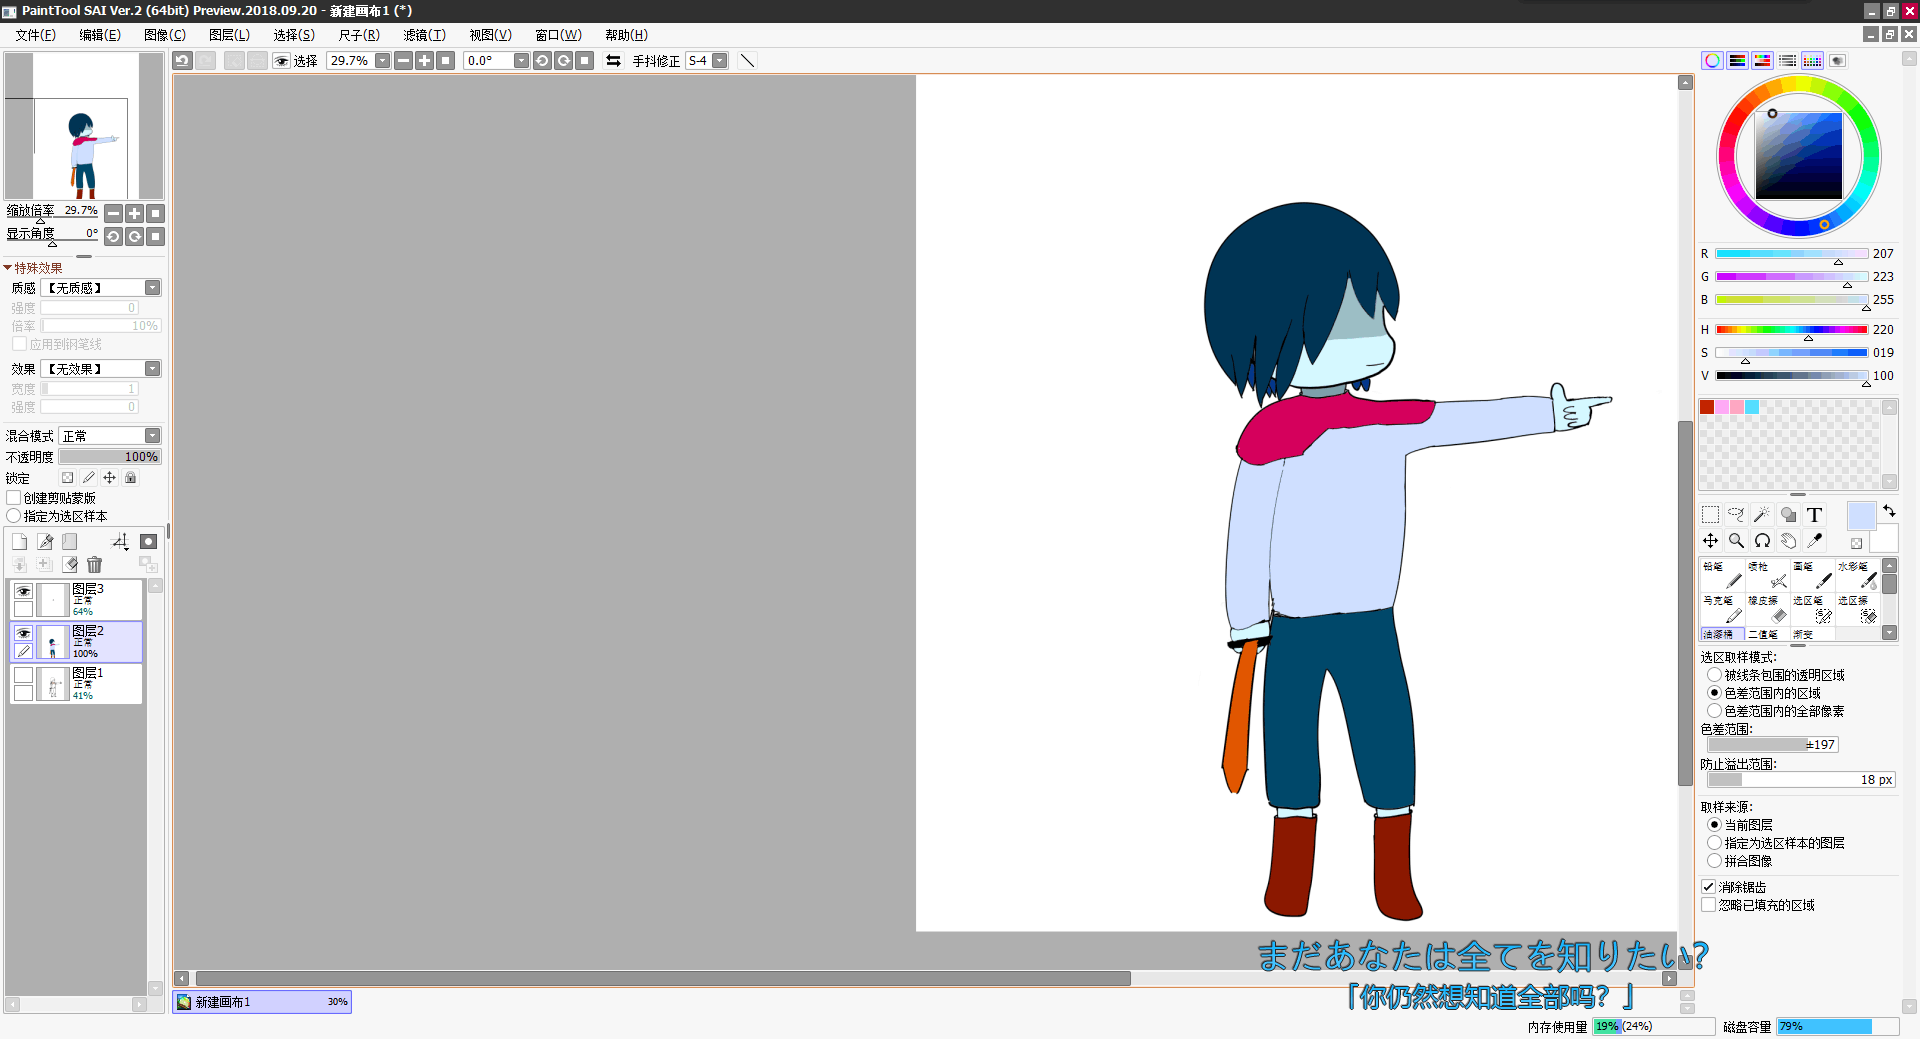 PaintTool SAI Ver.2 (64bit) Preview.2018.09.20 - 新建画布1 (*)
文件(F) 编辑(E) 图像(C) 图层(L) 选择(S) 尺子(R) 滤镜(T) 视图(V) 窗口(W) 帮助(H)
选择 29.7% 0.0° 手抖修正 S-4
缩放倍率 29.7%
显示角度 0°
特殊效果
质感 【无质感】
强度 0
倍率 10%
应用到钢笔线
效果 【无效果】
宽度 1
强度 0
混合模式 正常
不透明度 100%
锁定
创建剪贴蒙版
指定为选区样本
图层3
正常
64%
图层2
正常
100%
图层1
正常
41%
R 207
G 223
B 255
H 220
S 019
V 100
T
铅笔 喷枪 画笔 水彩笔
马克笔 橡皮擦 选区笔 选区擦
油漆桶 二值笔 渐变
选区取样模式:
被线条包围的透明区域
色差范围内的区域
色差范围内的全部像素
色差范围:
±197
防止溢出范围:
18 px
取样来源:
当前图层
指定为选区样本的图层
拼合图像
消除锯齿
忽略已填充的区域
まだあなたは全てを知りたい?
「你仍然想知道全部吗？」
新建画布1 30%
内存使用量 19% (24%) 磁盘容量 79%